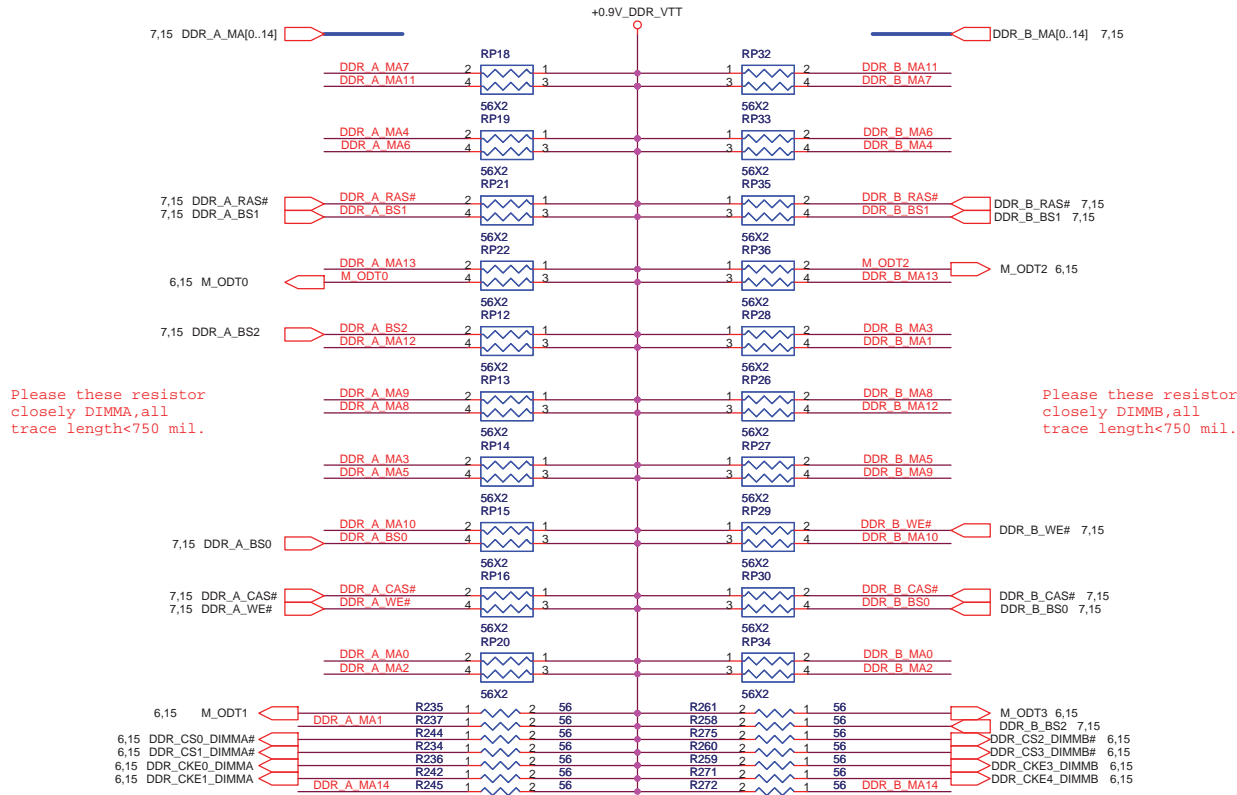 +0.9V_DDR_VTT
7,15 DDR_A_MA[0..14] DDR_B_MA[0..14] 7,15
RP18 RP32
DDR_A_MA7 2 1 1 2 DDR_B_MA11
DDR_A_MA11 4 3 3 4 DDR_B_MA7
56X2 56X2
RP19 RP33
DDR_A_MA4 2 1 1 2 DDR_B_MA6
DDR_A_MA6 4 3 3 4 DDR_B_MA4
56X2 56X2
RP21 RP35
7,15 DDR_A_RAS# DDR_A_RAS# 2 1 1 2 DDR_B_RAS# DDR_B_RAS# 7,15
7,15 DDR_A_BS1 DDR_A_BS1 4 3 3 4 DDR_B_BS1 DDR_B_BS1 7,15
56X2 56X2
RP22 RP36
DDR_A_MA13 2 1 1 2 M_ODT2 M_ODT2 6,15
6,15 M_ODT0 M_ODT0 4 3 3 4 DDR_B_MA13
56X2 56X2
RP12 RP28
7,15 DDR_A_BS2 DDR_A_BS2 2 1 1 2 DDR_B_MA3
DDR_A_MA12 4 3 3 4 DDR_B_MA1
56X2 56X2
RP13 RP26
Please these resistor
closely DIMMA,all
trace length<750 mil.
DDR_A_MA9 2 1 1 2 DDR_B_MA8
DDR_A_MA8 4 3 3 4 DDR_B_MA12
Please these resistor
closely DIMMB,all
trace length<750 mil.
56X2 56X2
RP14 RP27
DDR_A_MA3 2 1 1 2 DDR_B_MA5
DDR_A_MA5 4 3 3 4 DDR_B_MA9
56X2 56X2
RP15 RP29
DDR_A_MA10 2 1 1 2 DDR_B_WE# DDR_B_WE# 7,15
7,15 DDR_A_BS0 DDR_A_BS0 4 3 3 4 DDR_B_MA10
56X2 56X2
RP16 RP30
7,15 DDR_A_CAS# DDR_A_CAS# 2 1 1 2 DDR_B_CAS# DDR_B_CAS# 7,15
7,15 DDR_A_WE# DDR_A_WE# 4 3 3 4 DDR_B_BS0 DDR_B_BS0 7,15
56X2 56X2
RP20 RP34
DDR_A_MA0 2 1 1 2 DDR_B_MA0
DDR_A_MA2 4 3 3 4 DDR_B_MA2
56X2 56X2
6,15 M_ODT1 R235 1 2 56 R261 2 1 56 M_ODT3 6,15
DDR_A_MA1 R237 1 2 56 R258 2 1 56 DDR_B_BS2 7,15
6,15 DDR_CS0_DIMMA# R244 1 2 56 R275 2 1 56 DDR_CS2_DIMMB# 6,15
6,15 DDR_CS1_DIMMA# R234 1 2 56 R260 2 1 56 DDR_CS3_DIMMB# 6,15
6,15 DDR_CKE0_DIMMA R236 1 2 56 R259 2 1 56 DDR_CKE3_DIMMB 6,15
6,15 DDR_CKE1_DIMMA R242 1 2 56 R271 2 1 56 DDR_CKE4_DIMMB 6,15
DDR_A_MA14 R245 1 2 56 R272 2 1 56 DDR_B_MA14